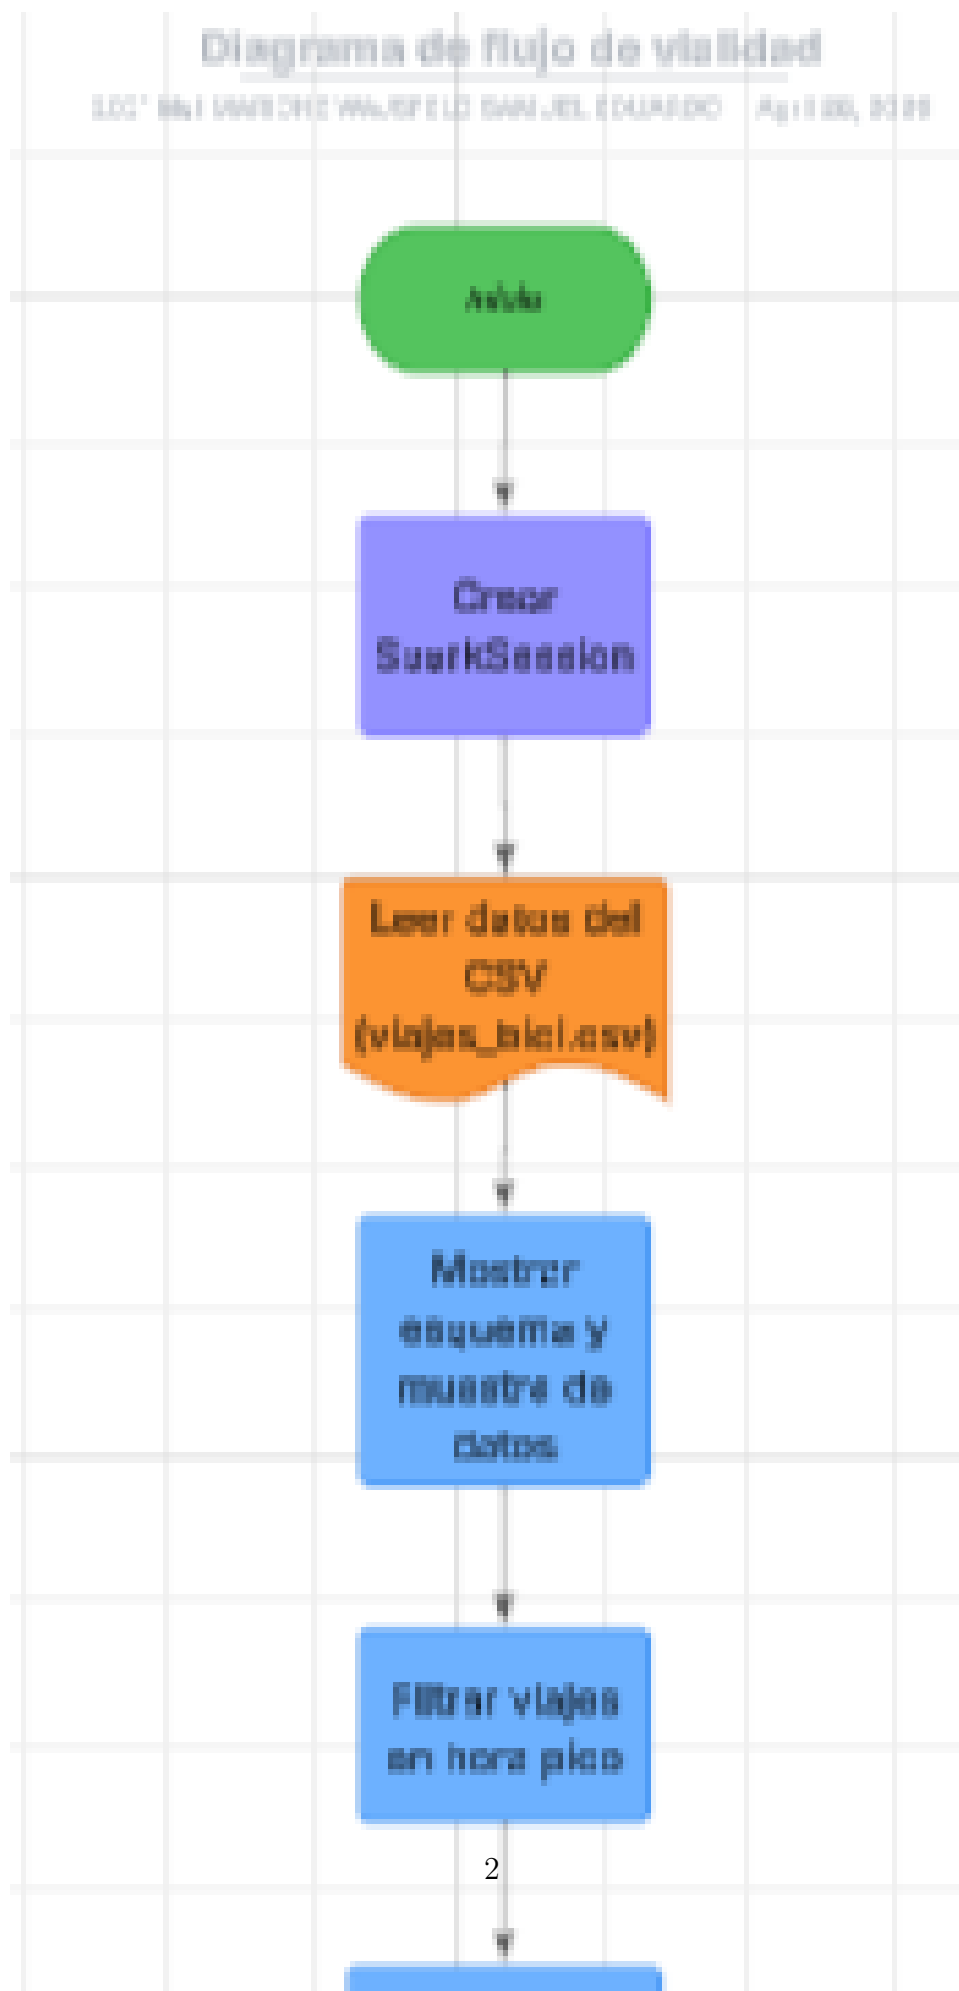 Diagrama de flujo de vialidad
EDUARDO
Inicio
Crear
SparkSession
Leer datos del
CSV
(viajes_bici.csv)
Mostrar
esquema y
muestra de
datos
Filtrar viajes
en hora pico
2